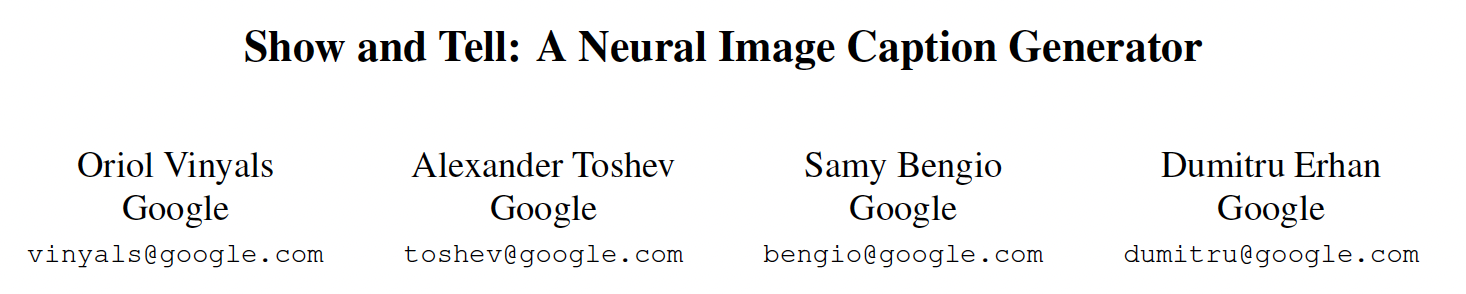 Show and Tell: A Neural Image Caption Generator
Oriol Vinyals
Google
vinyals@google.com
Alexander Toshev
Google
toshev@google.com
Samy Bengio
Google
bengio@google.com
Dumitru Erhan
Google
dumitru@google.com